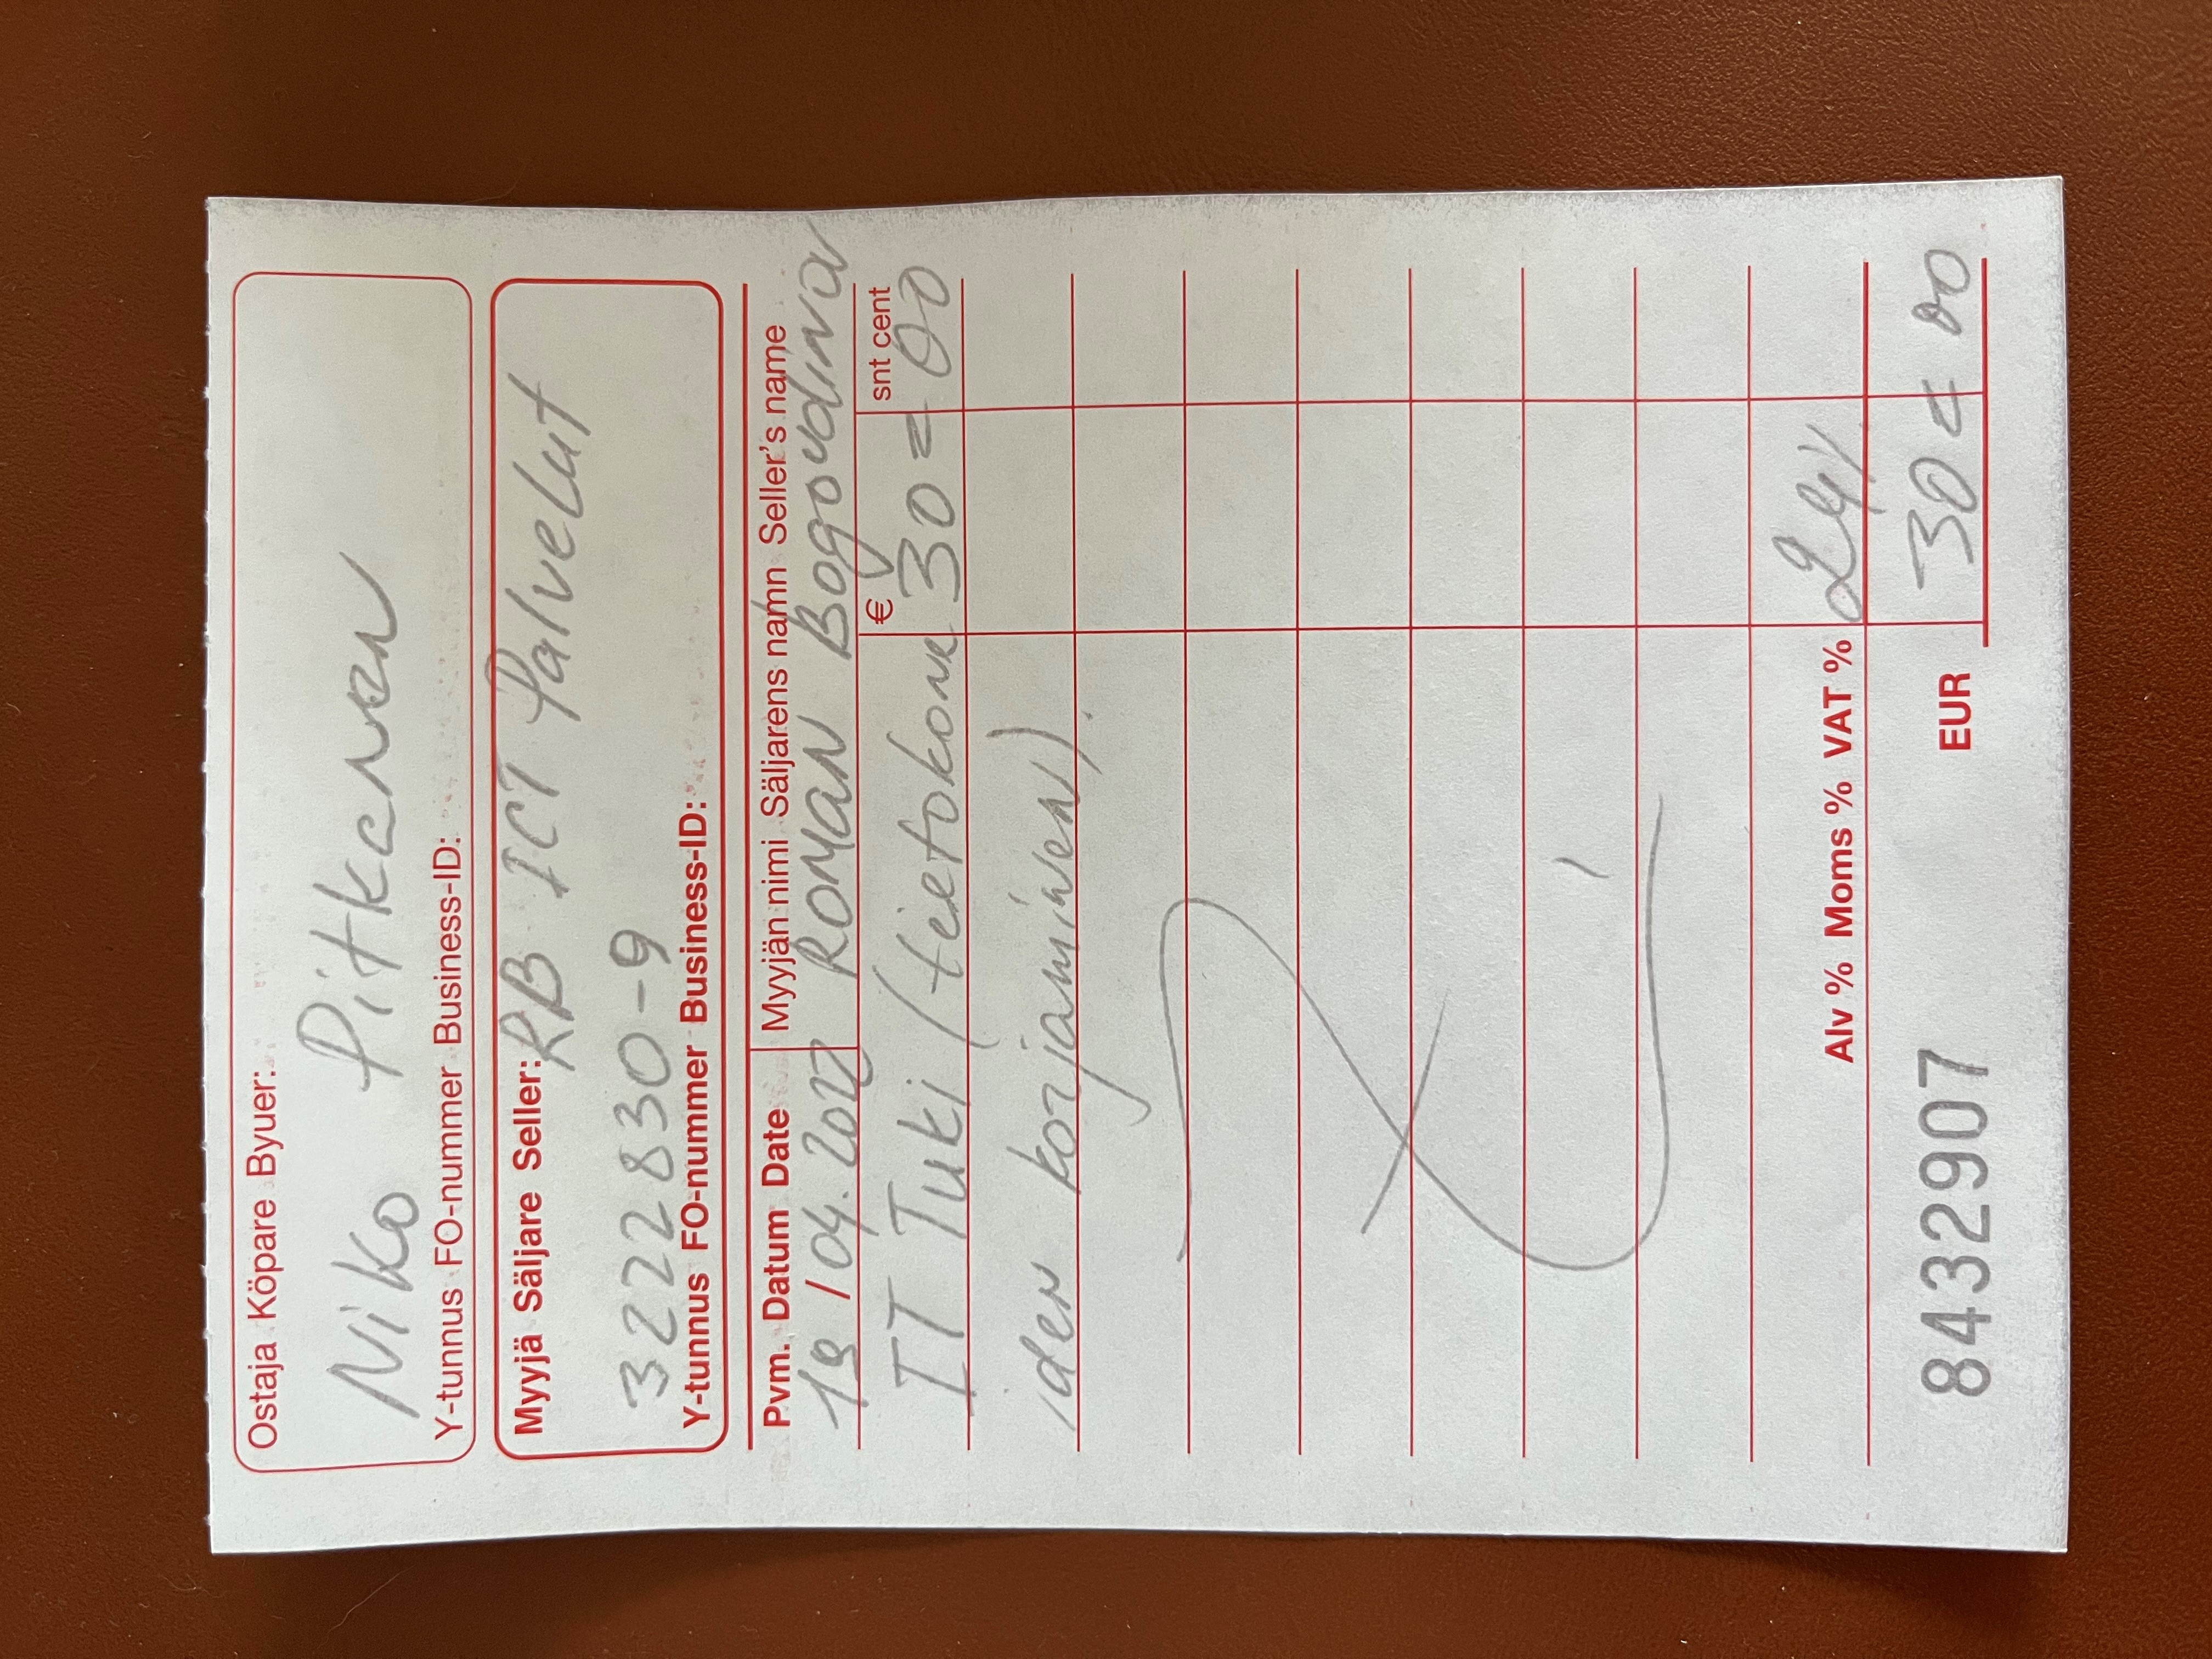 Ostaja Köpare Byuer:
Niko Pitkanen
Y-tunnus FO-nummer Business-ID:
Myyjä Säljare Seller: RB ICT Palvelut
3222830-9
Y-tunnus FO-nummer Business-ID:
Pvm. Datum Date Myyjän nimi Säljarens namn Seller's name
19/04.2022 ROMAN Bogoudinov
€ snt cent
IT Tuki (tietokone 30 = 00
iden korjaminen).
Alv % Moms % VAT % 24%
8432907 EUR 30 = 00